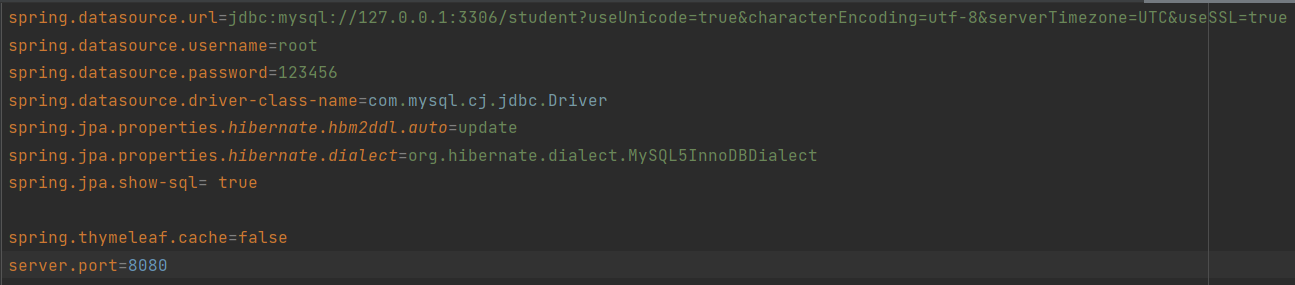 spring.datasource.url=jdbc:mysql://127.0.0.1:3306/student?useUnicode=true&characterEncoding=utf-8&serverTimezone=UTC&useSSL=true
spring.datasource.username=root
spring.datasource.password=123456
spring.datasource.driver-class-name=com.mysql.cj.jdbc.Driver
spring.jpa.properties.hibernate.hbm2ddl.auto=update
spring.jpa.properties.hibernate.dialect=org.hibernate.dialect.MySQL5InnoDBDialect
spring.jpa.show-sql= true
spring.thymeleaf.cache=false
server.port=8080